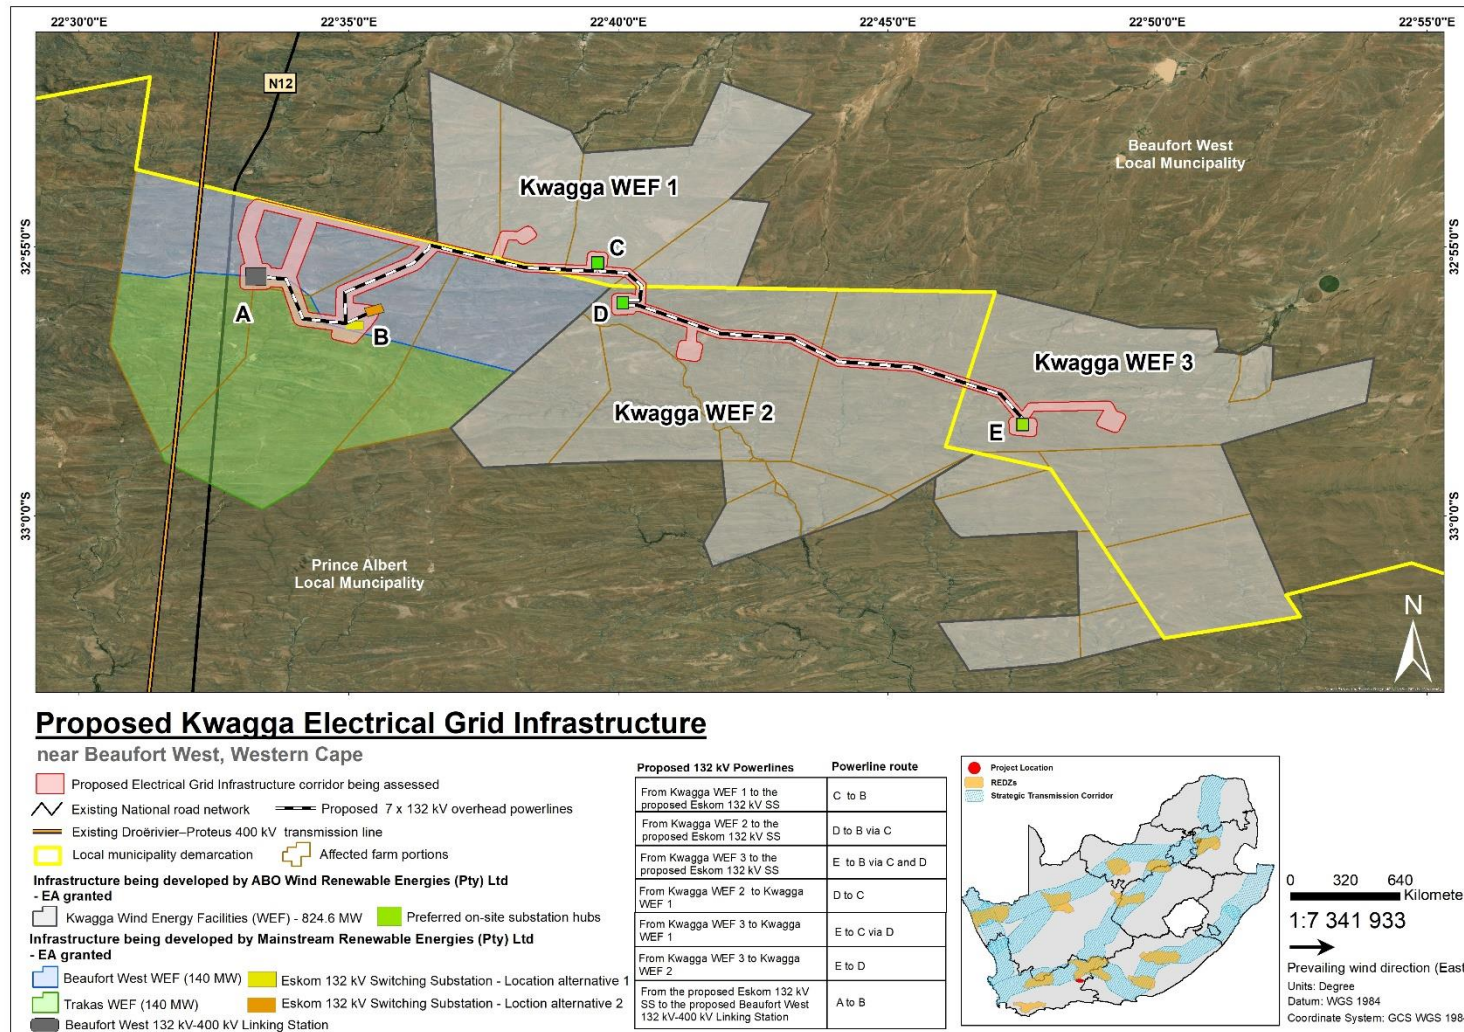 22°30'0"E
22°35'0"E
22°40'0"E
22°45'0"E
22°50'0"E
22°55'0"E
N12
Beaufort West
Local Muncipality
Kwagga WEF 1
32°55'0"S
32°55'0"S
C
A
D
B
Kwagga WEF 3
Kwagga WEF 2
E
33°0'0"S
33°0'0"S
Prince Albert
Local Muncipality
N
Proposed Kwagga Electrical Grid Infrastructure
near Beaufort West, Western Cape
Proposed Electrical Grid Infrastructure corridor being assessed
Existing National road network
Proposed 7 x 132 kV overhead powerlines
Existing Droërivier–Proteus 400 kV transmission line
Local municipality demarcation
Affected farm portions
Infrastructure being developed by ABO Wind Renewable Energies (Pty) Ltd
- EA granted
Kwagga Wind Energy Facilities (WEF) - 824.6 MW
Preferred on-site substation hubs
Infrastructure being developed by Mainstream Renewable Energies (Pty) Ltd
- EA granted
Beaufort West WEF (140 MW)
Eskom 132 kV Switching Substation - Location alternative 1
Trakas WEF (140 MW)
Eskom 132 kV Switching Substation - Loction alternative 2
Beaufort West 132 kV-400 kV Linking Station
Proposed 132 kV Powerlines
Powerline route
From Kwagga WEF 1 to the
proposed Eskom 132 kV SS
C to B
From Kwagga WEF 2 to the
proposed Eskom 132 kV SS
D to B via C
From Kwagga WEF 3 to the
proposed Eskom 132 kV SS
E to B via C and D
From Kwagga WEF 2 to Kwagga
WEF 1
D to C
From Kwagga WEF 3 to Kwagga
WEF 1
E to C via D
From Kwagga WEF 3 to Kwagga
WEF 2
E to D
From the proposed Eskom 132 kV
SS to the proposed Beaufort West
132 kV-400 kV Linking Station
A to B
Project Location
REDZs
Strategic Transmission Corridor
0 320 640
Kilomete
1:7 341 933
Prevailing wind direction (East
Units: Degree
Datum: WGS 1984
Coordinate System: GCS WGS 198